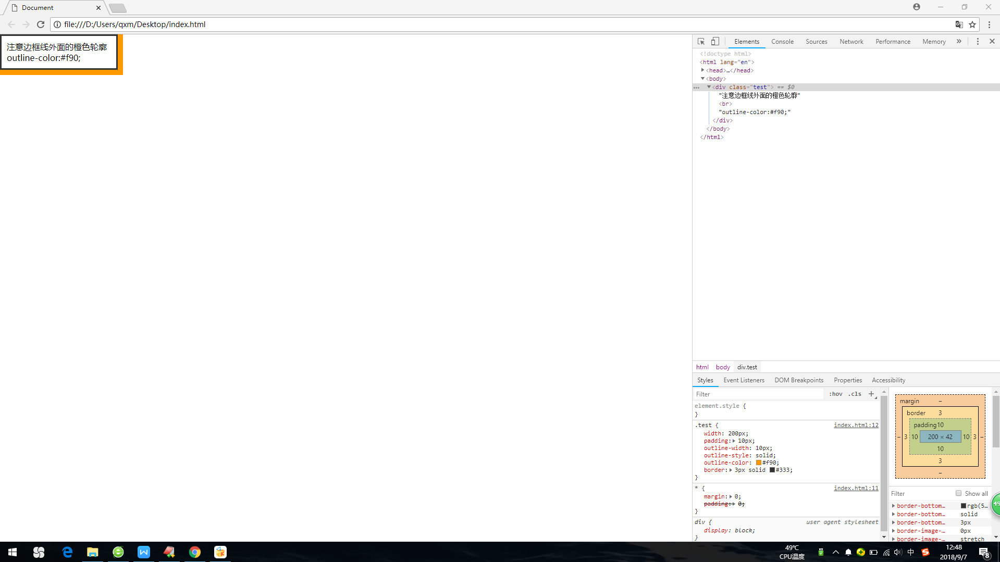 Document
file:///D:/Users/qxm/Desktop/index.html
注意边框线外面的橙色轮廓
outline-color:#f90;
Elements Console Sources Network Performance Memory »
<!doctype html>
<html lang="en">
<head>…</head>
<body>
<div class="test"> == $0
"注意边框线外面的橙色轮廓"
<br>
"outline-color:#f90;"
</div>
</body>
</html>
html body div.test
Styles Event Listeners DOM Breakpoints Properties Accessibility
Filter :hov .cls +
element.style {
}
.test { index.html:12
width: 200px;
padding: 10px;
outline-width: 10px;
outline-style: solid;
outline-color: #f90;
border: 3px solid #333;
}
* { index.html:11
margin: 0;
padding: 0;
}
div { user agent stylesheet
display: block;
}
margin –
border 3
padding 10
– 3 10 200 × 42 10 3 –
10
3
–
Filter Show all
border-bottom… rgb(5…
border-bottom… solid
border-bottom… 3px
border-image-… 0px
border-image-… stretch
49
49℃
CPU温度
中
12:48
2018/9/7
8